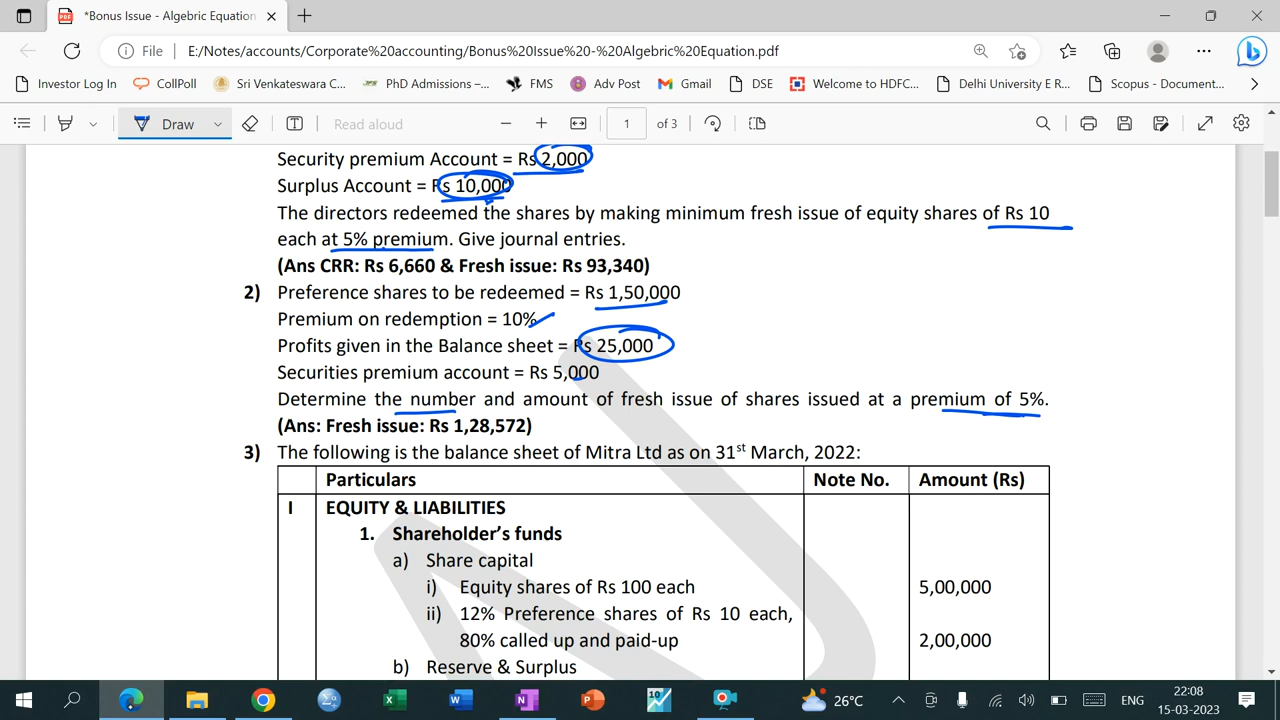 *Bonus Issue - Algebric Equation
File
E:/Notes/accounts/Corporate%20accounting/Bonus%20Issue%20-%20Algebric%20Equation.pdf
Investor Log In
CollPoll
Sri Venkateswara C...
PhD Admissions –...
FMS
Adv Post
Gmail
DSE
Welcome to HDFC...
Delhi University E R...
Scopus - Document...
Draw
Read aloud
1
of 3
Security premium Account = Rs 2,000
Surplus Account = Rs 10,000
The directors redeemed the shares by making minimum fresh issue of equity shares of Rs 10
each at 5% premium. Give journal entries.
(Ans CRR: Rs 6,660 & Fresh issue: Rs 93,340)
2) Preference shares to be redeemed = Rs 1,50,000
Premium on redemption = 10%
Profits given in the Balance sheet = Rs 25,000
Securities premium account = Rs 5,000
Determine the number and amount of fresh issue of shares issued at a premium of 5%.
(Ans: Fresh issue: Rs 1,28,572)
3) The following is the balance sheet of Mitra Ltd as on 31st March, 2022:
Particulars Note No. Amount (Rs)
I EQUITY & LIABILITIES
1. Shareholder's funds
a) Share capital
i) Equity shares of Rs 100 each 5,00,000
ii) 12% Preference shares of Rs 10 each,
80% called up and paid-up 2,00,000
b) Reserve & Surplus
26°C
ENG
22:08
15-03-2023